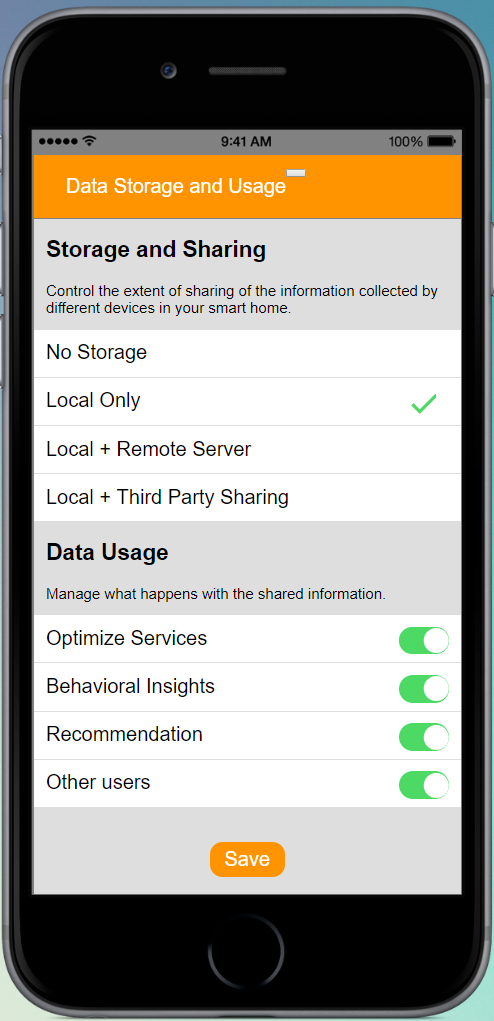 9:41 AM 100%
Data Storage and Usage
Storage and Sharing
Control the extent of sharing of the information collected by
different devices in your smart home.
No Storage
Local Only
Local + Remote Server
Local + Third Party Sharing
Data Usage
Manage what happens with the shared information.
Optimize Services
Behavioral Insights
Recommendation
Other users
Save